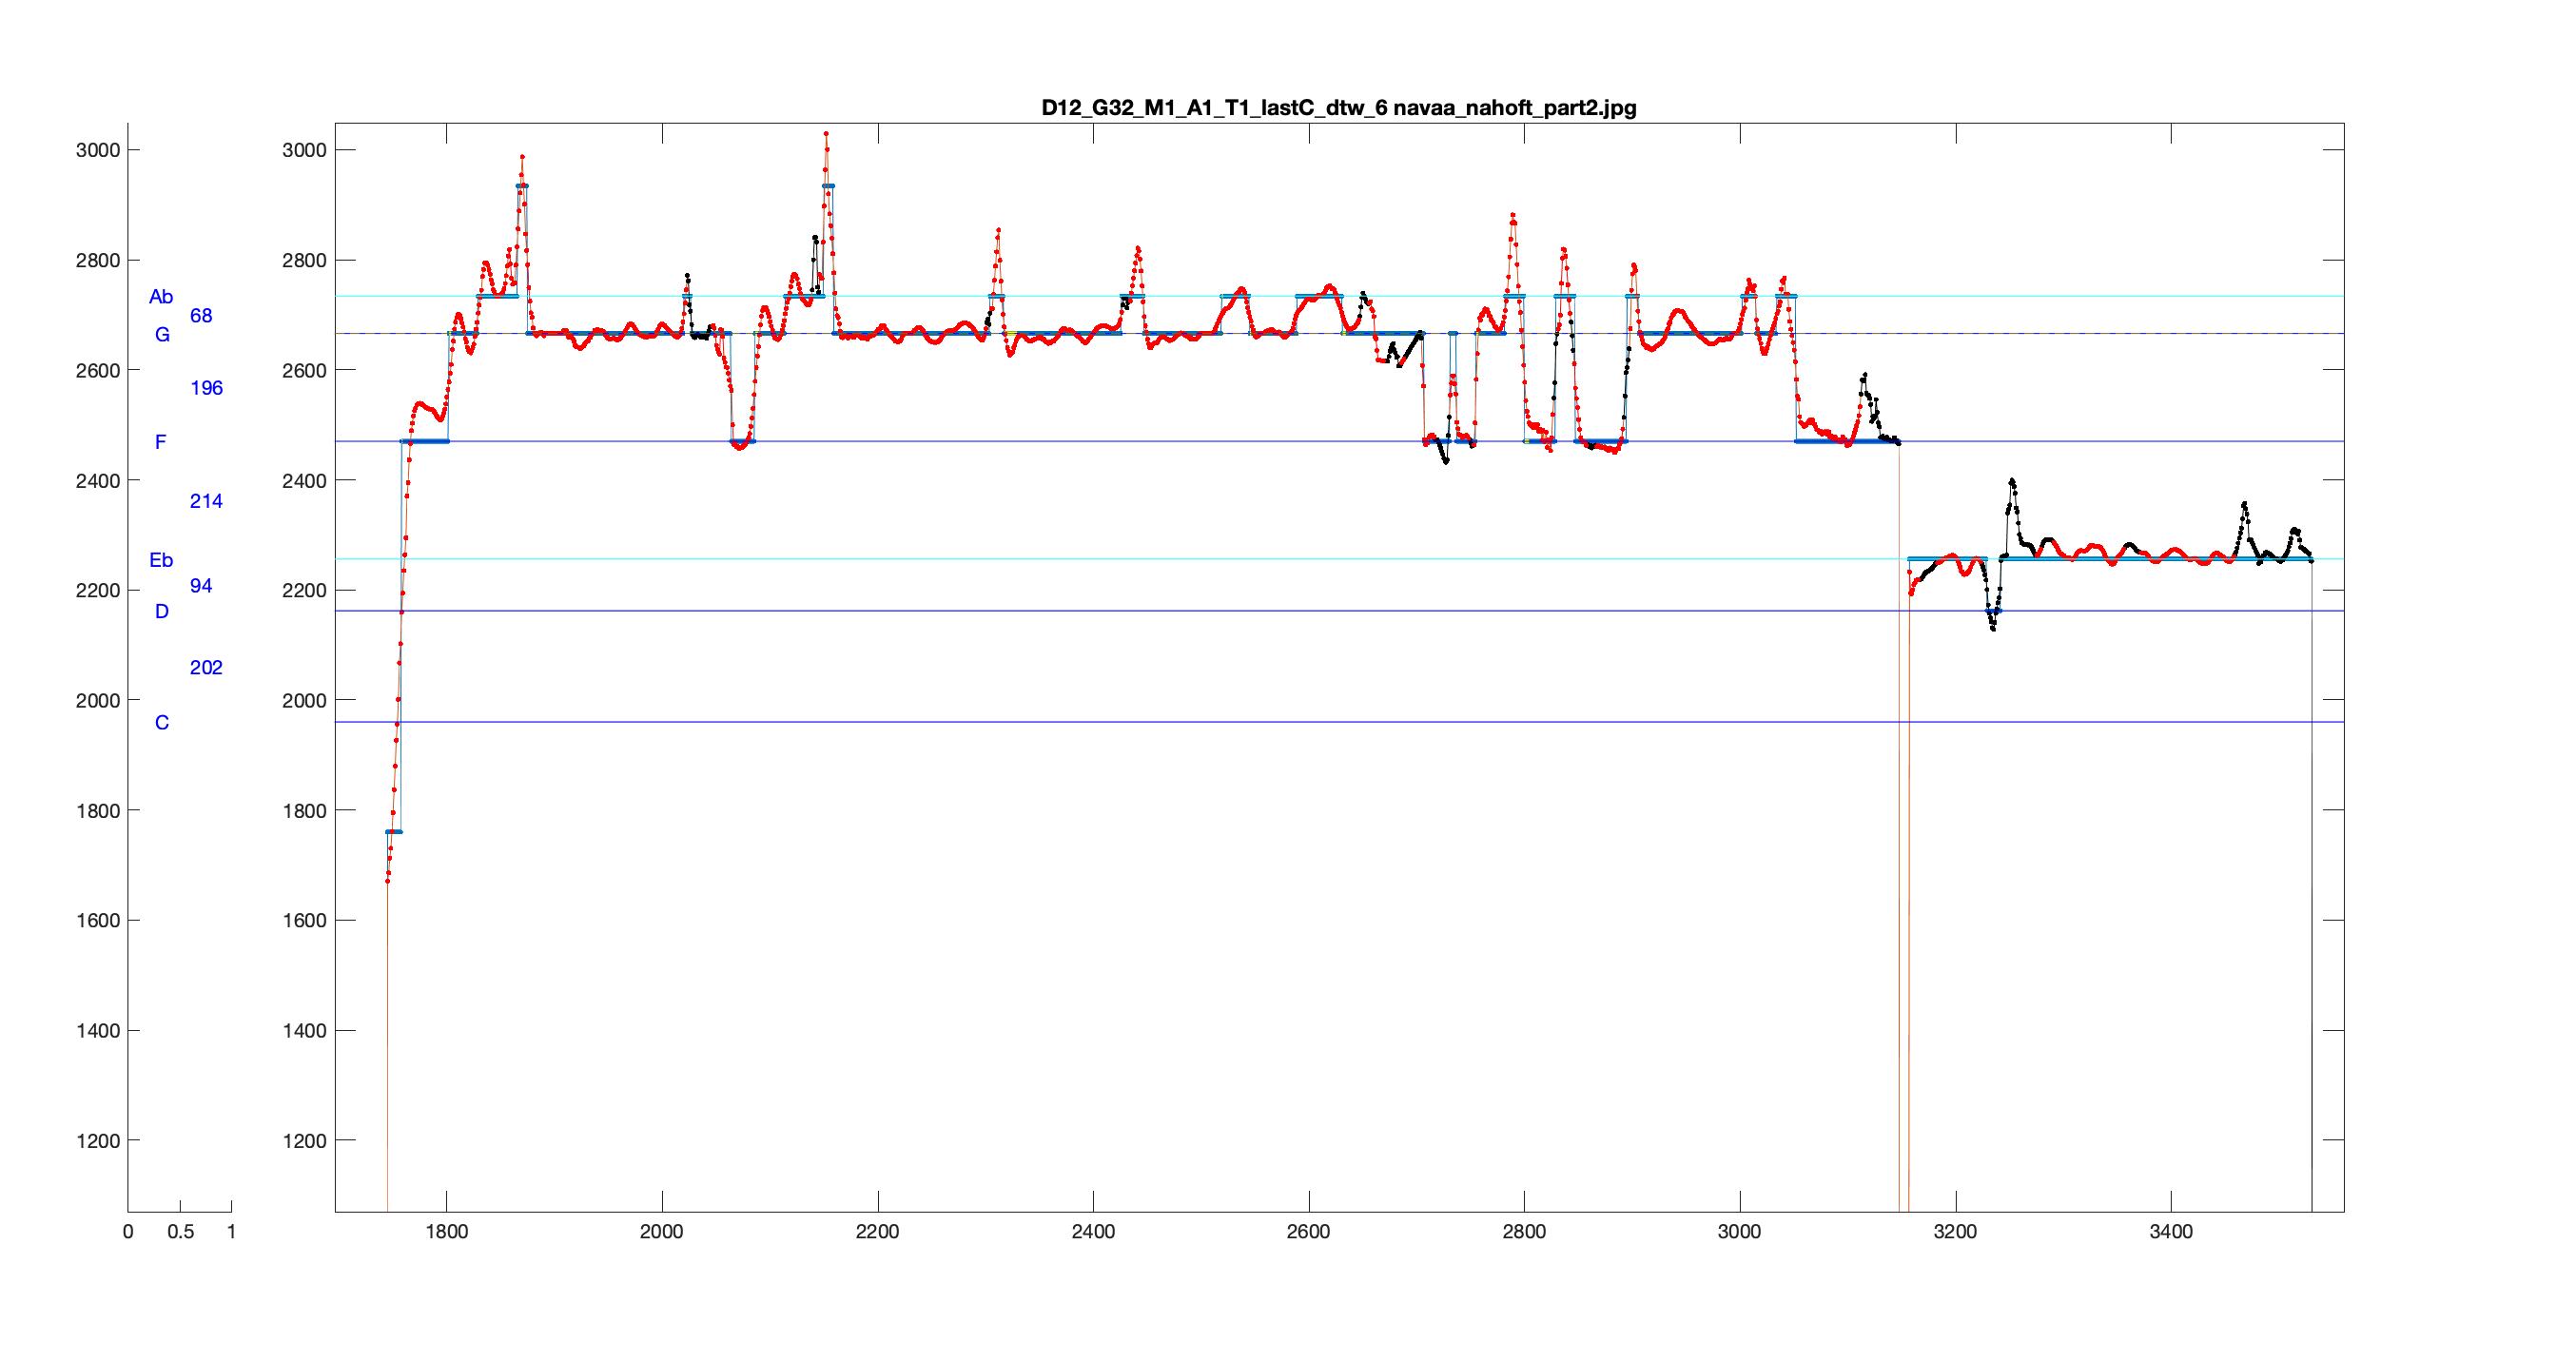 D12_G32_M1_A1_T1_lastC_dtw_6 navaa_nahoft_part2.jpg
3000 3000
2800 2800
Ab
68
G
2600 2600
196
F
2400 2400
214
Eb
94
2200 2200
D
202
2000 2000
C
1800 1800
1600 1600
1400 1400
1200 1200
0 0.5 1 1800 2000 2200 2400 2600 2800 3000 3200 3400